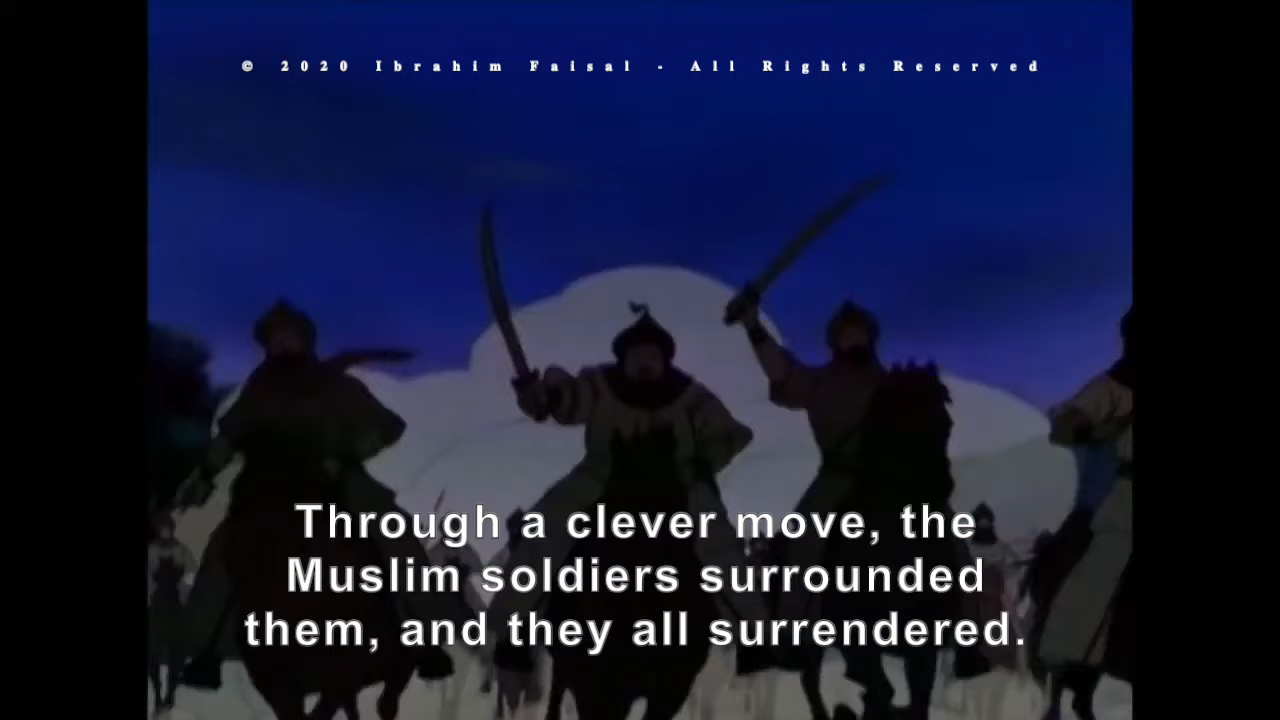 © 2020 Ibrahim Faisal - All Rights Reserved
Through a clever move, the
Muslim soldiers surrounded
them, and they all surrendered.